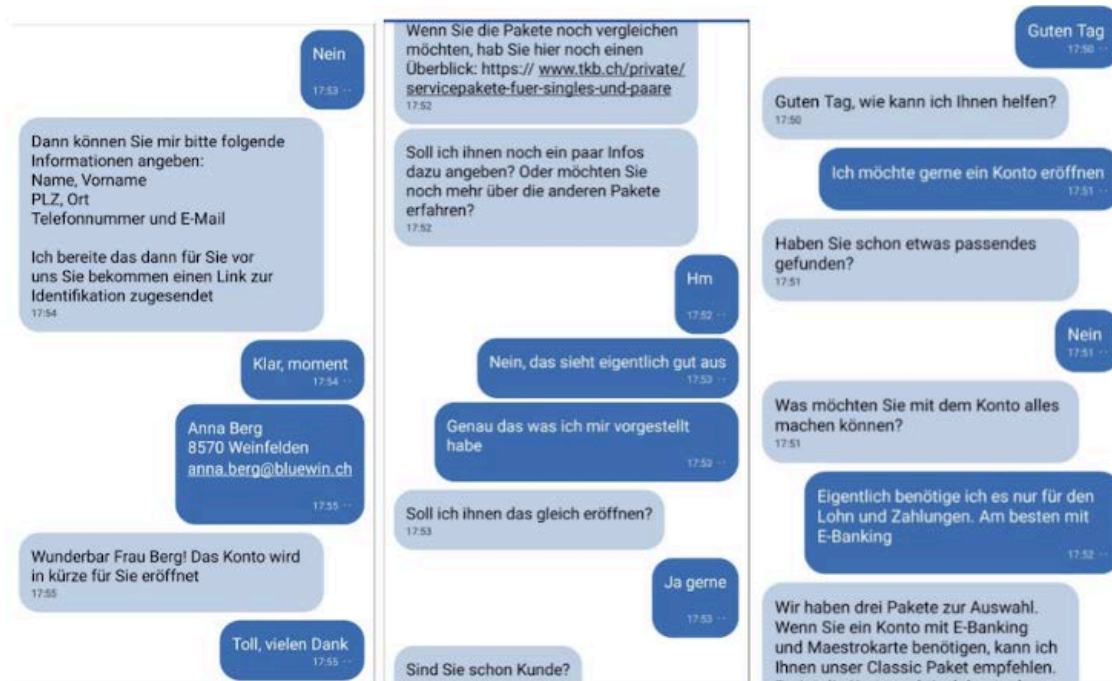 Nein
17:53
Dann können Sie mir bitte folgende
Informationen angeben:
Name, Vorname
PLZ, Ort
Telefonnummer und E-Mail
Ich bereite das dann für Sie vor
uns Sie bekommen einen Link zur
Identifikation zugesendet
17:54
Klar, moment
17:54
Anna Berg
8570 Weinfelden
anna.berg@bluewin.ch
17:55
Wunderbar Frau Berg! Das Konto wird
in kürze für Sie eröffnet
17:55
Toll, vielen Dank
17:55
Wenn Sie die Pakete noch vergleichen
möchten, hab Sie hier noch einen
Überblick: https:// www.tkb.ch/private/
servicepakete-fuer-singles-und-paare
17:52
Soll ich ihnen noch ein paar Infos
dazu angeben? Oder möchten Sie
noch mehr über die anderen Pakete
erfahren?
17:52
Hm
17:52
Nein, das sieht eigentlich gut aus
17:53
Genau das was ich mir vorgestellt
habe
17:53
Soll ich ihnen das gleich eröffnen?
17:53
Ja gerne
17:53
Sind Sie schon Kunde?
Guten Tag
17:50
Guten Tag, wie kann ich Ihnen helfen?
17:50
Ich möchte gerne ein Konto eröffnen
17:51
Haben Sie schon etwas passendes
gefunden?
17:51
Nein
17:51
Was möchten Sie mit dem Konto alles
machen können?
17:51
Eigentlich benötige ich es nur für den
Lohn und Zahlungen. Am besten mit
E-Banking
17:52
Wir haben drei Pakete zur Auswahl.
Wenn Sie ein Konto mit E-Banking
und Maestrokarte benötigen, kann ich
Ihnen unser Classic Paket empfehlen.